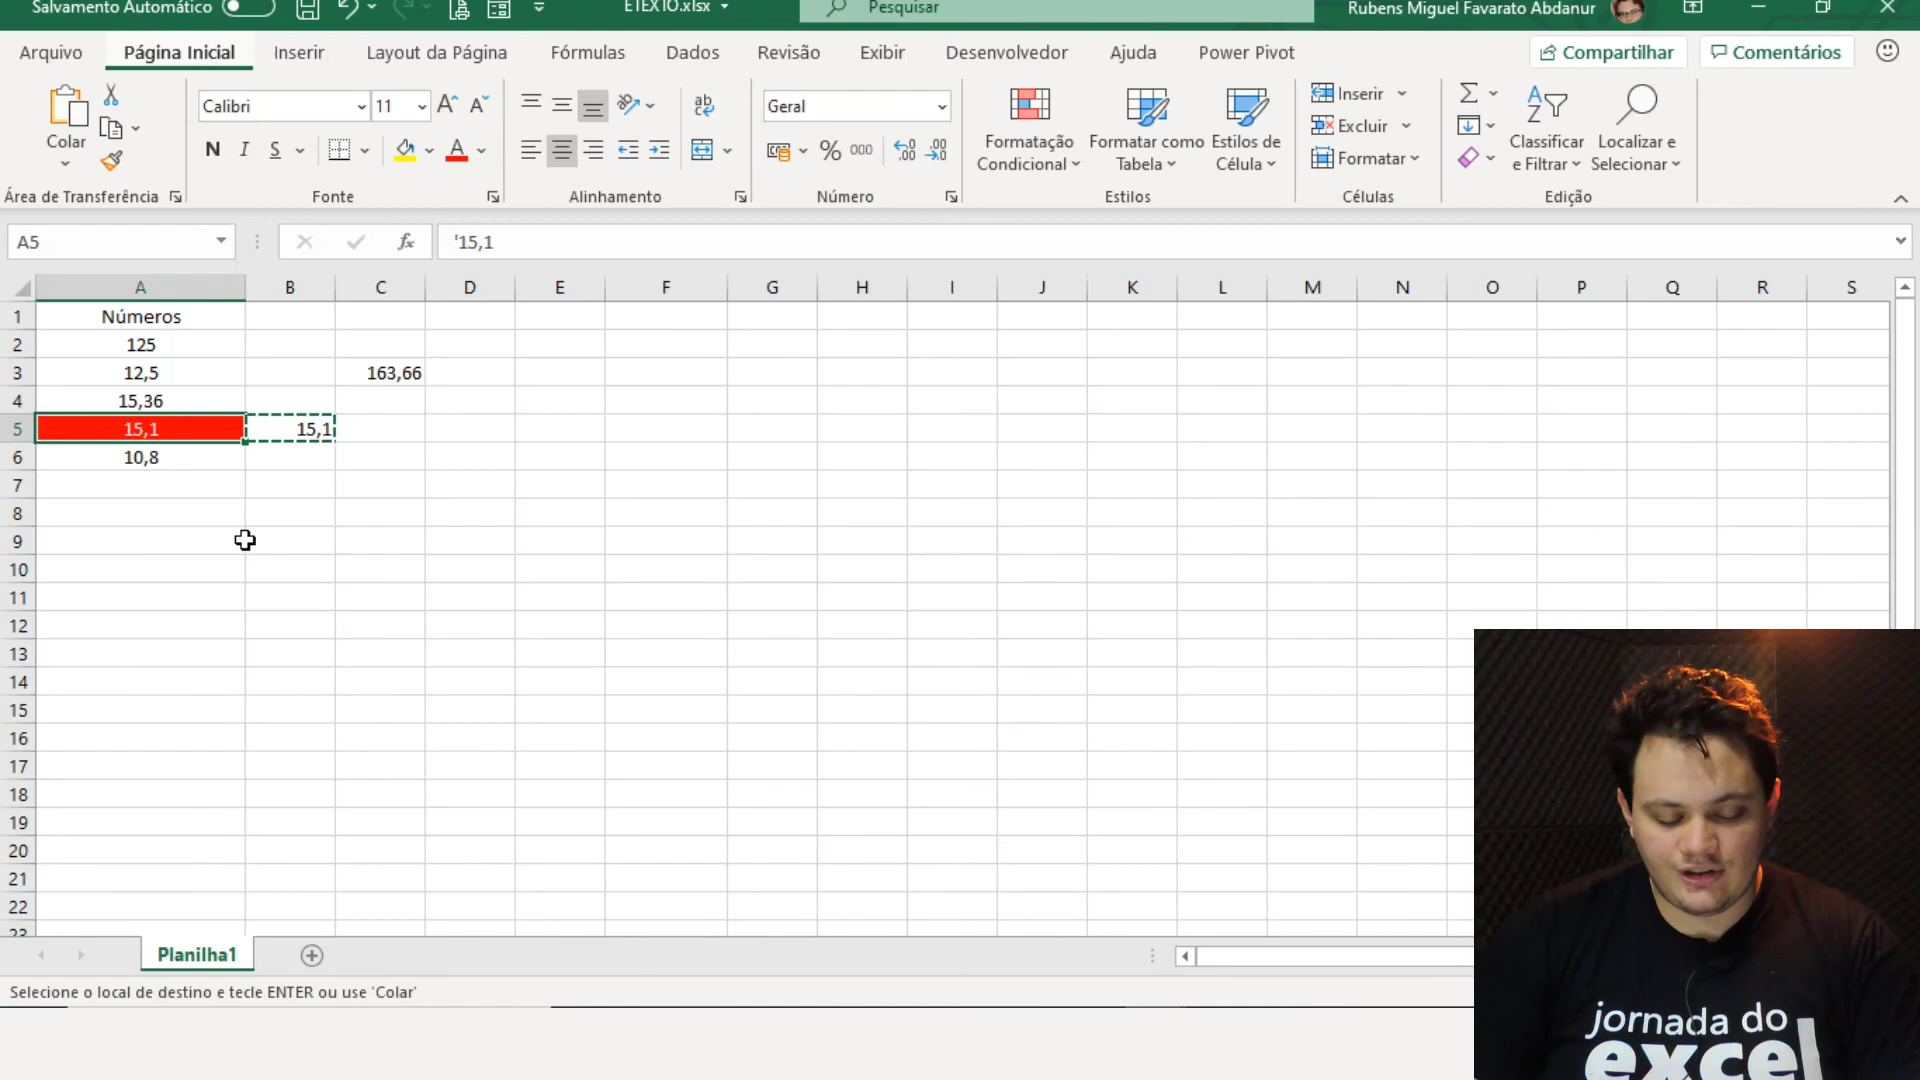 Salvamento Automático
ETEXTO.xlsx
Pesquisar
Rubens Miguel Favarato Abdanur
Arquivo Página Inicial Inserir Layout da Página Fórmulas Dados Revisão Exibir Desenvolvedor Ajuda Power Pivot Compartilhar Comentários
Colar
Calibri 11
N I S
ab
Geral
% 000
Formatação Condicional
Formatar como Tabela
Estilos de Célula
Inserir
Excluir
Formatar
Classificar e Filtrar
Localizar e Selecionar
Área de Transferência Fonte Alinhamento Número Estilos Células Edição
A5 fx '15,1
A B C D E F G H I J K L M N O P Q R S
1 Números
2 125
3 12,5 163,66
4 15,36
5 15,1 15,1
6 10,8
7
8
9
10
11
12
13
14
15
16
17
18
19
20
21
22
23
Planilha1
Selecione o local de destino e tecle ENTER ou use 'Colar'
jornada do
excel